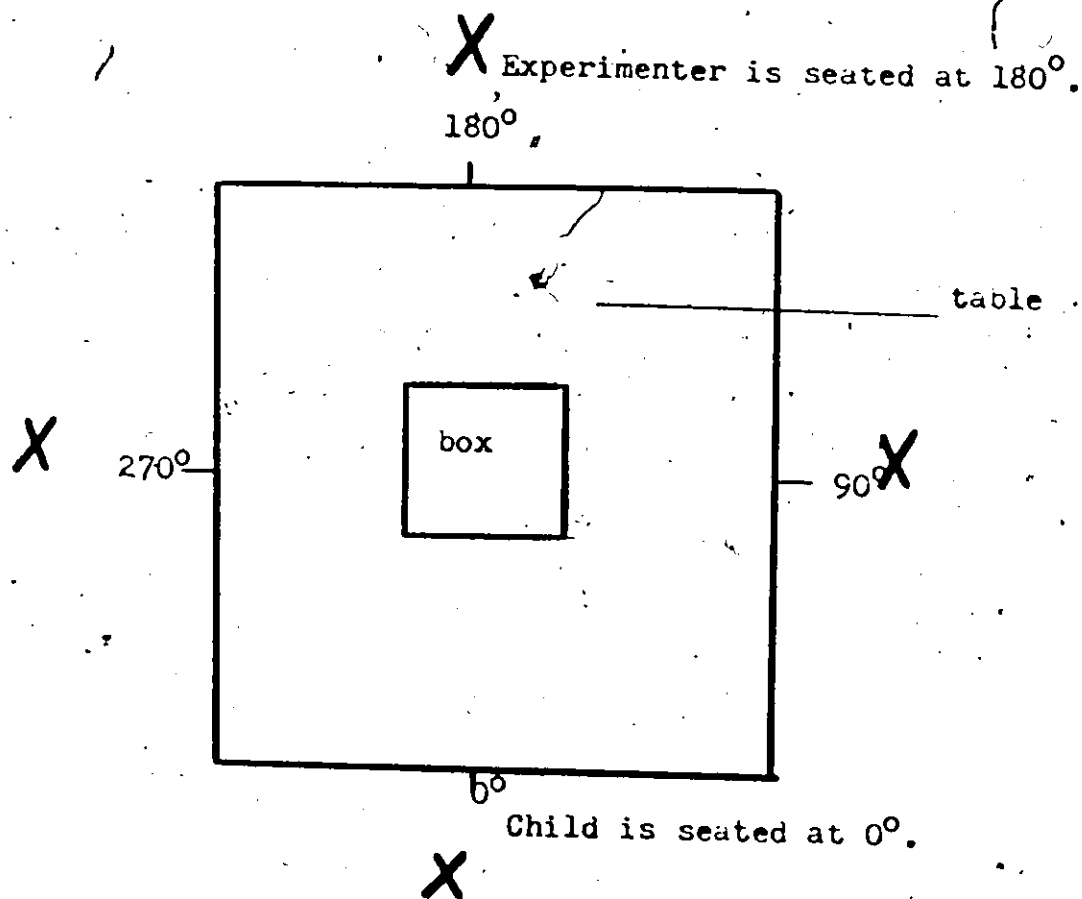 X
Experimenter is seated at 180°.
180°
table
box
X
270°
90°
X
0°
Child is seated at 0°.
X